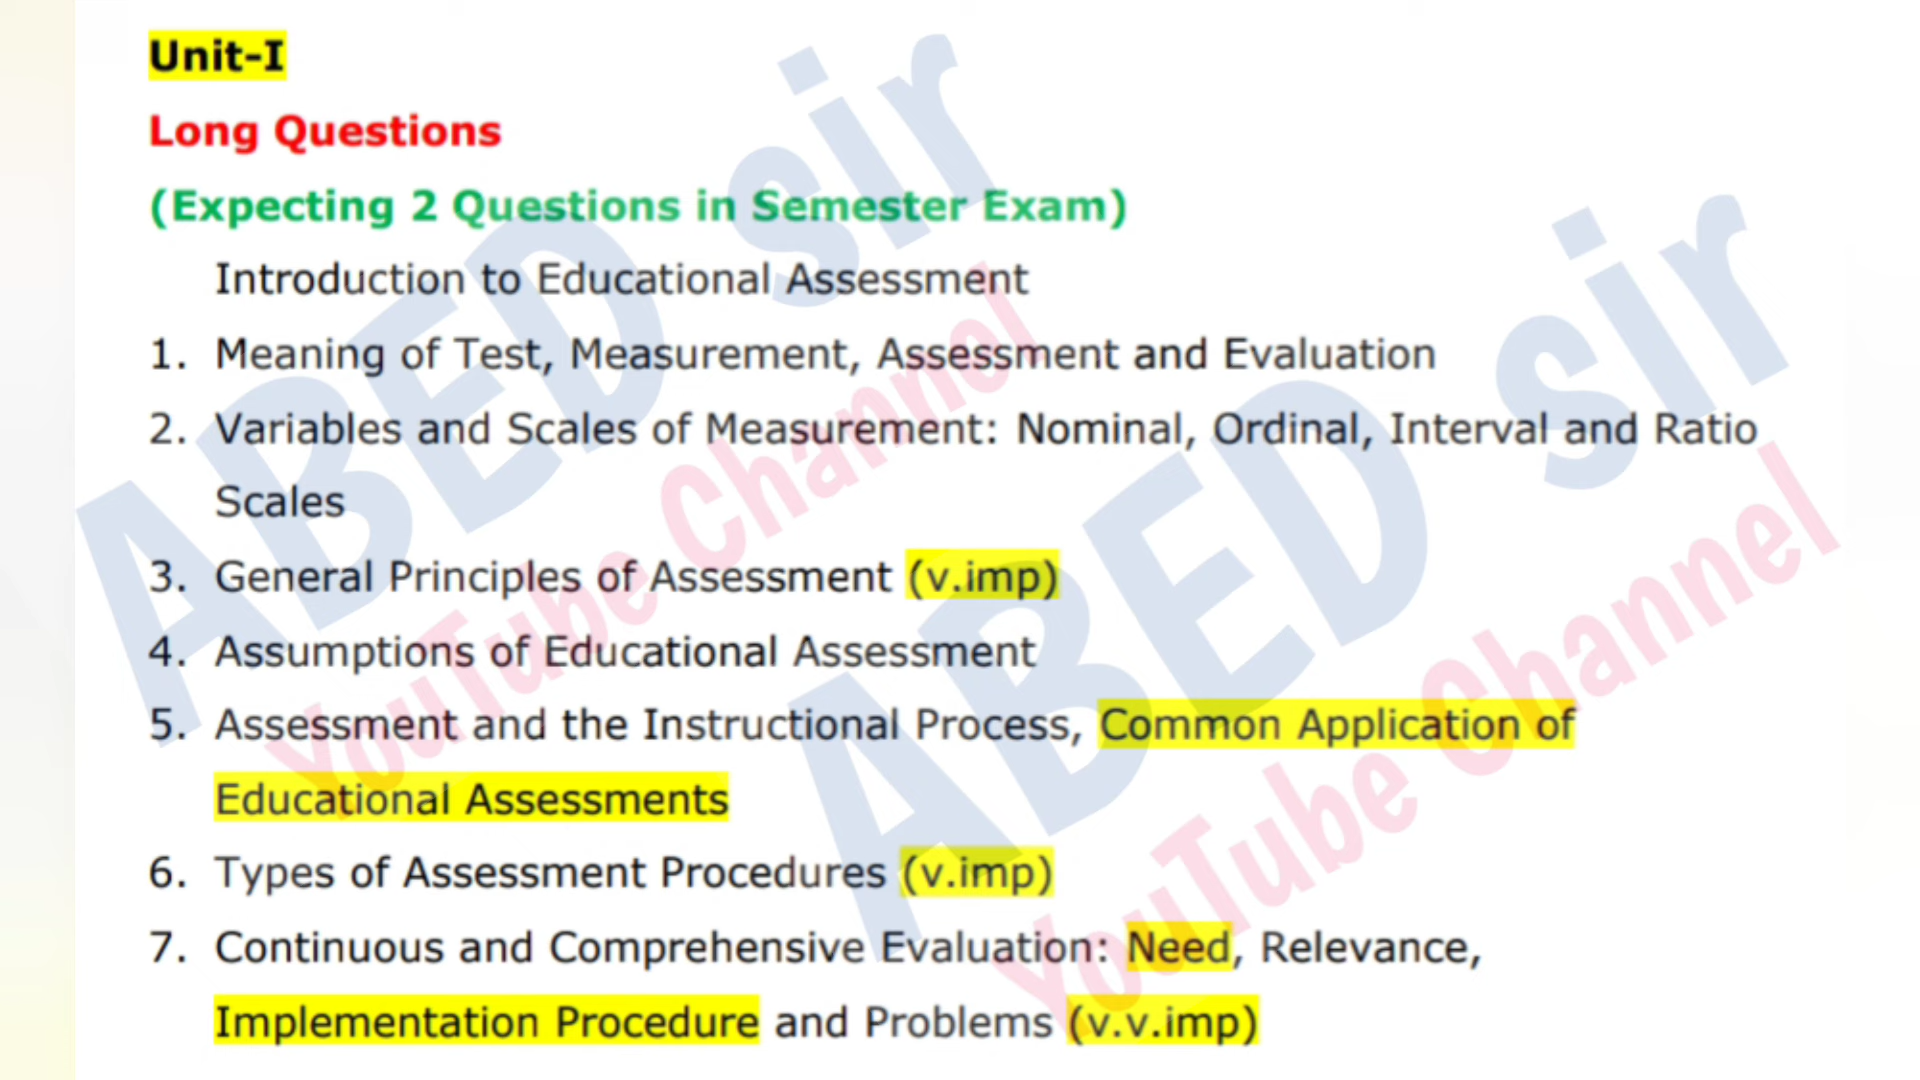 Unit-I
Long Questions
(Expecting 2 Questions in Semester Exam)
Introduction to Educational Assessment
1. Meaning of Test, Measurement, Assessment and Evaluation
2. Variables and Scales of Measurement: Nominal, Ordinal, Interval and Ratio
Scales
3. General Principles of Assessment (v.imp)
4. Assumptions of Educational Assessment
5. Assessment and the Instructional Process, Common Application of
Educational Assessments
6. Types of Assessment Procedures (v.imp)
7. Continuous and Comprehensive Evaluation: Need, Relevance,
Implementation Procedure and Problems (v.v.imp)
ABED sir
YouTube Channel
ABED sir
YouTube Channel